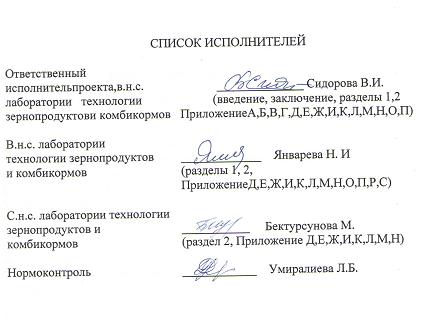 СПИСОК ИСПОЛНИТЕЛЕЙ
Ответственный
исполнительпроекта,в.н.с. Сидорова В.И.
лаборатории технологии (введение, заключение, разделы 1,2
зернопродуктови комбикормов ПриложениеА,Б,В,Г,Д,Е,Ж,И,К,Л,М,Н,О,П)
В.н.с. лаборатории
технологии зернопродуктов Январева Н. И
и комбикормов (разделы 1, 2,
ПриложениеД,Е,Ж,И,К,Л,М,Н,О,П,Р,С)
С.н.с. лаборатории технологии
зернопродуктов и Бектурсунова М.
комбикормов (раздел 2, Приложение Д,Е,Ж,И,К,Л,М,Н)
Нормоконтроль Умиралиева Л.Б.